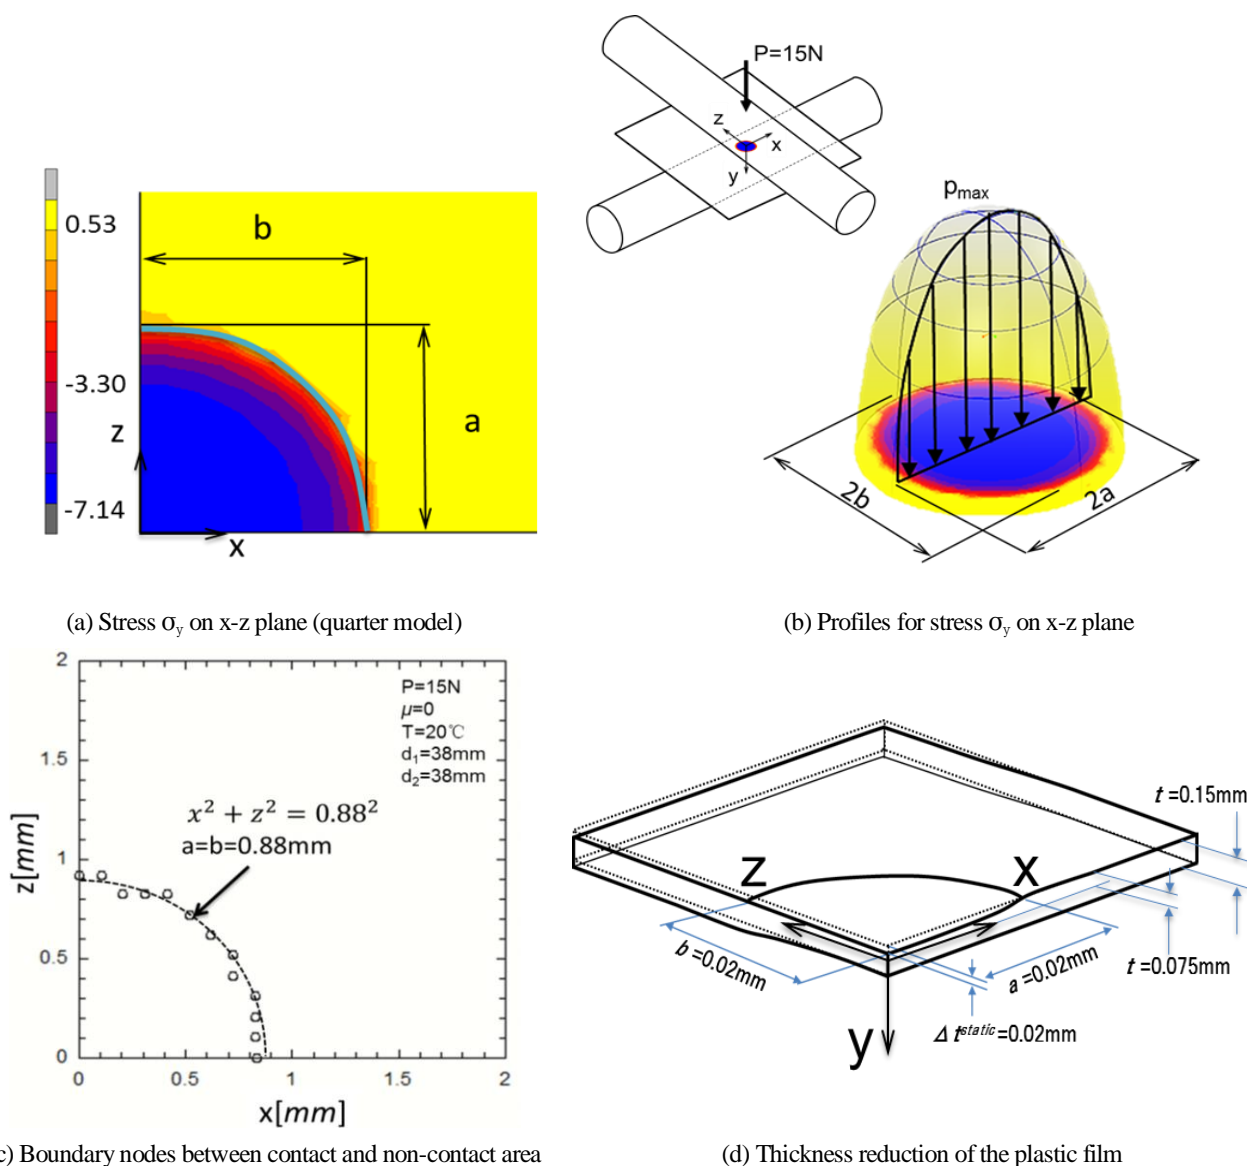 P=15N
z
x
y
0.53
-3.30
-7.14
b
a
z
x
p_max
2b
2a
(a) Stress σ_y on x-z plane (quarter model)
(b) Profiles for stress σ_y on x-z plane
2
1.5
1
0.5
0
z[mm]
P=15N
μ=0
T=20℃
d₁=38mm
d₂=38mm
x² + z² = 0.88²
a=b=0.88mm
0
0.5
1
1.5
2
x[mm]
t=0.15mm
z
x
b=0.02mm
a=0.02mm
t=0.075mm
Δt^static=0.02mm
y
c) Boundary nodes between contact and non-contact area
(d) Thickness reduction of the plastic film